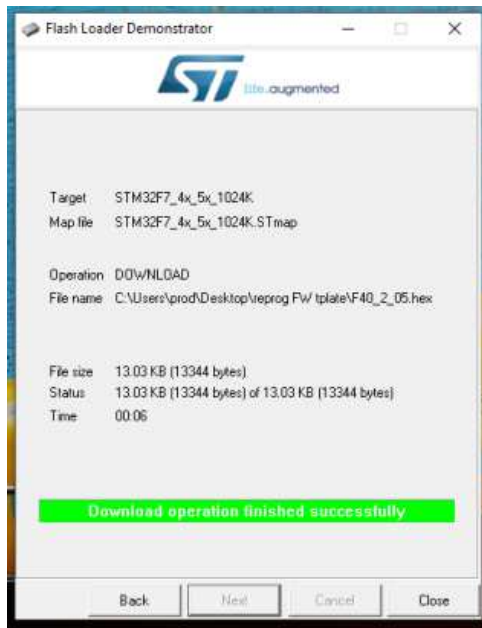 Flash Loader Demonstrator
life.augmented
Target STM32F7_4x_5x_1024K
Map file STM32F7_4x_5x_1024K.STmap
Operation DOWNLOAD
File name C:\Users\prod\Desktop\reprog FW tplate\F40_2_05.hex
File size 13.03 KB (13344 bytes)
Status 13.03 KB (13344 bytes) of 13.03 KB (13344 bytes)
Time 00:06
Download operation finished successfully
Back Next Cancel Close